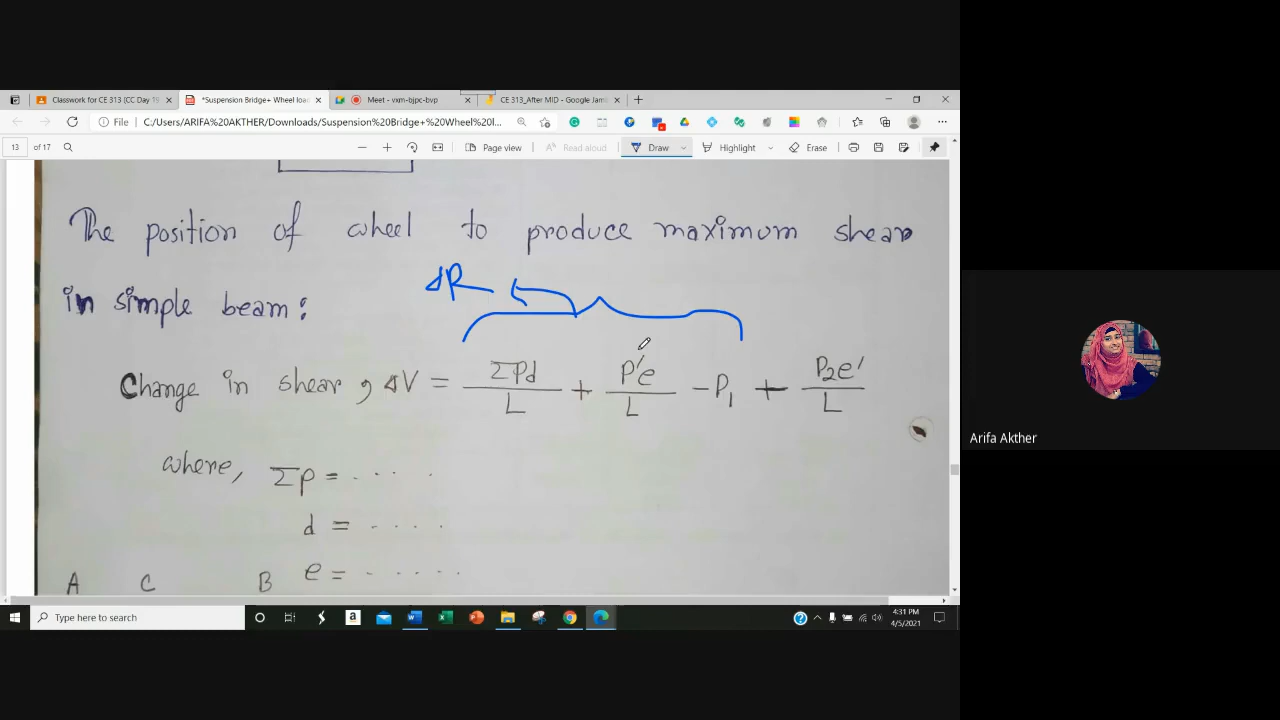 Classwork for CE 313 (CC Day 19
*Suspension Bridge+ Wheel loa
Meet - vxm-bjpc-bvp
CE 313_After MID - Google Jam
File C:/Users/ARIFA%20AKTHER/Downloads/Suspension%20Bridge+%20Wheel%20l...
13 of 17
Page view
Read aloud
Draw
Highlight
Erase
The position of wheel to produce maximum shear
in simple beam:
ΔR
Change in shear, ΔV = ΣPd/L + P'e/L - P₁ + P₂e'/L
where, ΣP = ....
d = ....
e = .....
A C B
Arifa Akther
Type here to search
4:31 PM
4/5/2021